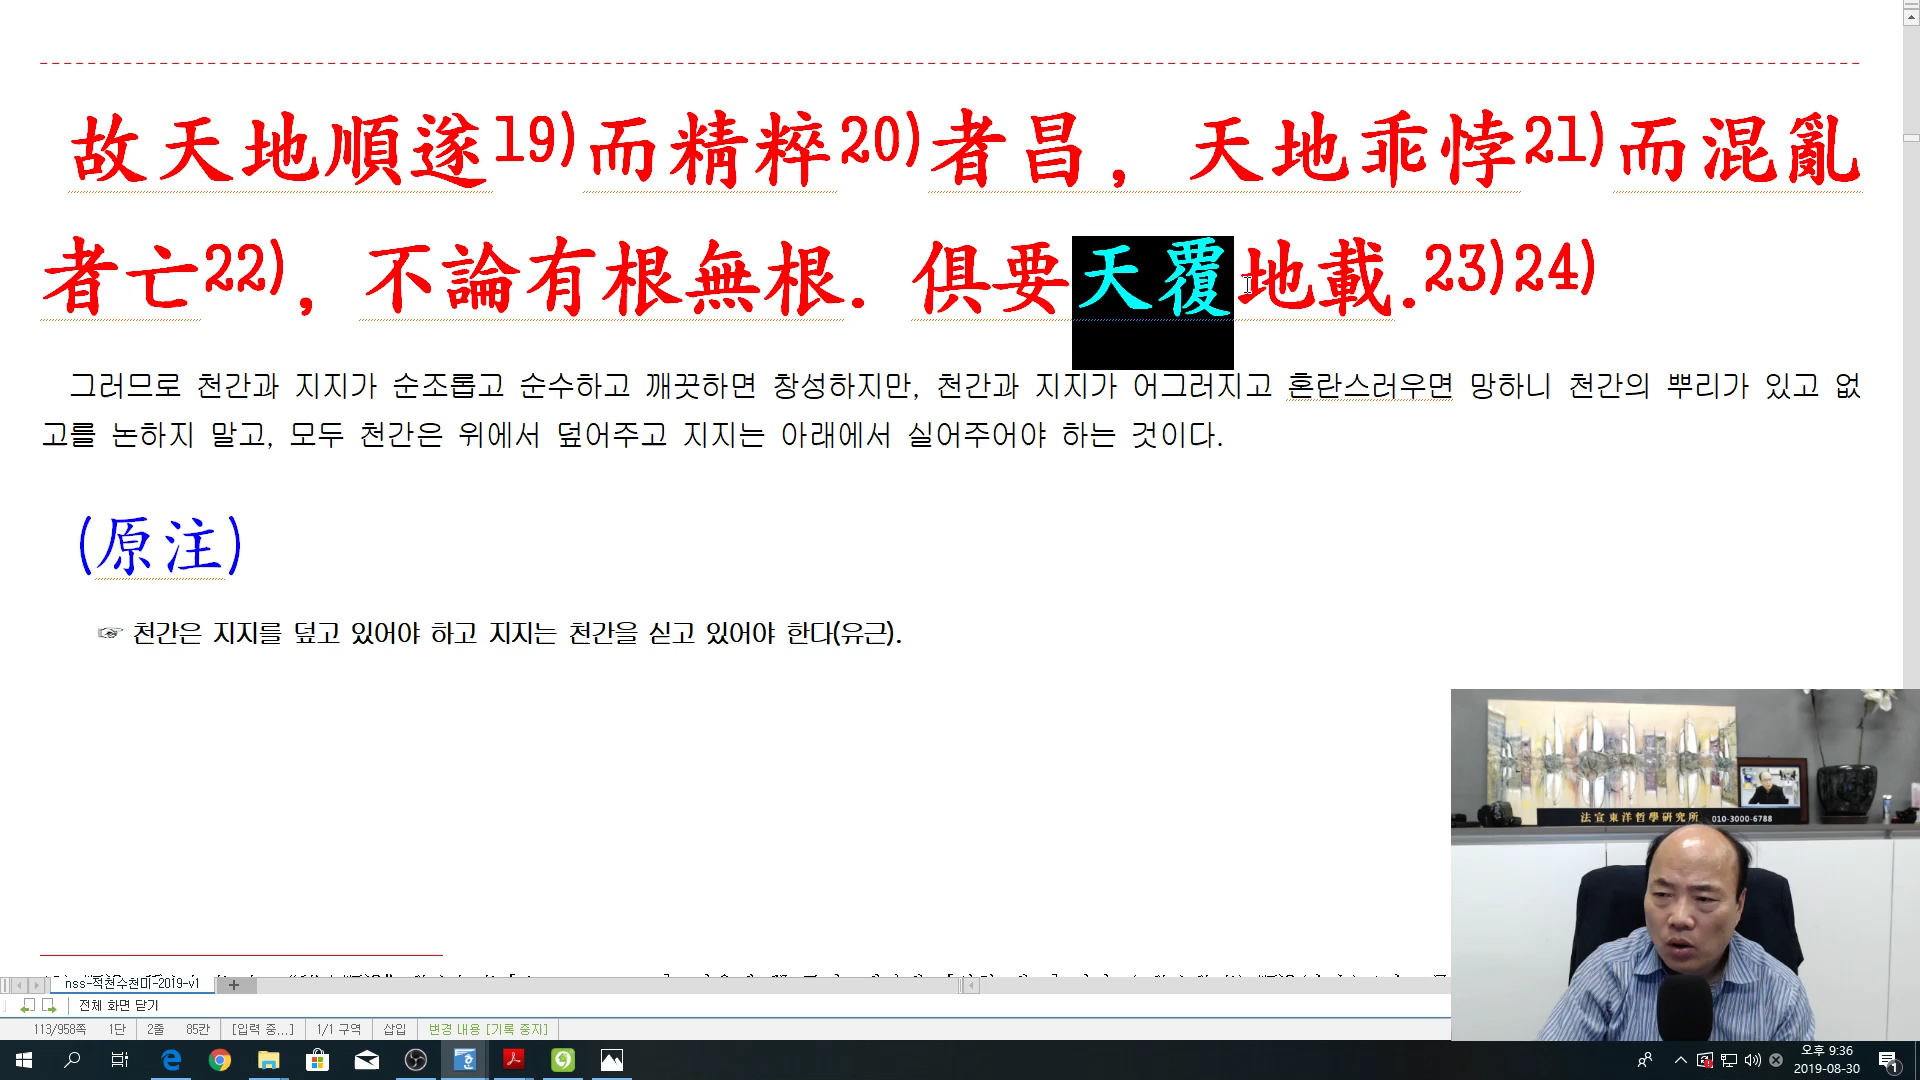 故天地順遂19)而精粹20)者昌, 天地乖悖21)而混亂
者亡22), 不論有根無根. 俱要天覆地載.23)24)
그러므로 천간과 지지가 순조롭고 순수하고 깨끗하면 창성하지만, 천간과 지지가 어그러지고 혼란스러우면 망하니 천간의 뿌리가 있고 없
고를 논하지 말고, 모두 천간은 위에서 덮어주고 지지는 아래에서 실어주어야 하는 것이다.
(原注)
☞ 천간은 지지를 덮고 있어야 하고 지지는 천간을 싣고 있어야 한다(유근).
法宣東洋哲學研究所 010-3000-6788
nss-적천수천미-2019-v1
전체 화면 닫기
113/958쪽 1단 2줄 85칸 [입력 중...] 1/1 구역 삽입 변경 내용 [기록 중지]
오후 9:36
2019-08-30